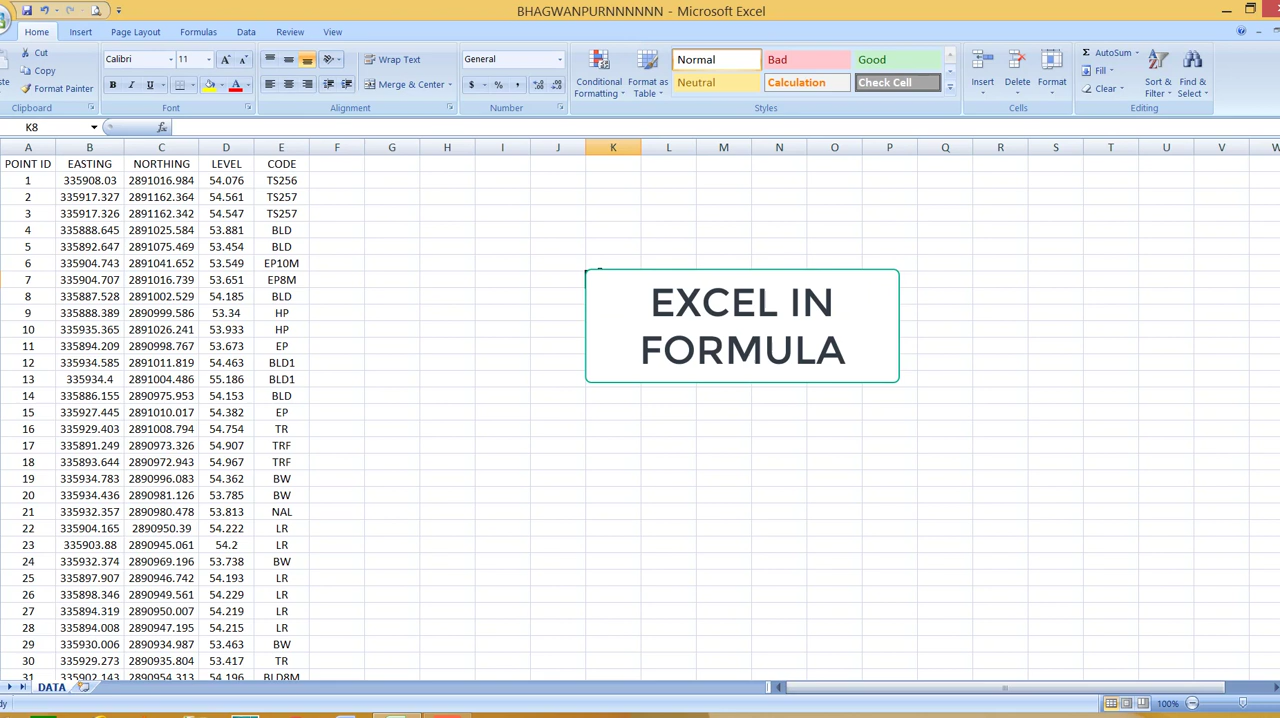 BHAGWANPURNNNNNN - Microsoft Excel
Home Insert Page Layout Formulas Data Review View
Cut Calibri 11 Wrap Text General Normal Bad Good AutoSum
Copy Conditional Format as Insert Delete Format Fill Sort & Find &
Format Painter B I U Merge & Center $ % , Formatting Table Neutral Calculation Check Cell Clear Filter Select
Clipboard Font Alignment Number Styles Cells Editing
K8 fx
A B C D E F G H I J K L M N O P Q R S T U V W
POINT ID EASTING NORTHING LEVEL CODE
1 335908.03 2891016.984 54.076 TS256
2 335917.327 2891162.364 54.561 TS257
3 335917.326 2891162.342 54.547 TS257
4 335888.645 2891025.584 53.881 BLD
5 335892.647 2891075.469 53.454 BLD
6 335904.743 2891041.652 53.549 EP10M
7 335904.707 2891016.739 53.651 EP8M
8 335887.528 2891002.529 54.185 BLD
9 335888.389 2890999.586 53.34 HP
10 335935.365 2891026.241 53.933 HP
11 335894.209 2890998.767 53.673 EP
12 335934.585 2891011.819 54.463 BLD1
13 335934.4 2891004.486 55.186 BLD1
14 335886.155 2890975.953 54.153 BLD
15 335927.445 2891010.017 54.382 EP
16 335929.403 2891008.794 54.754 TR
17 335891.249 2890973.326 54.907 TRF
18 335893.644 2890972.943 54.967 TRF
19 335934.783 2890996.083 54.362 BW
20 335934.436 2890981.126 53.785 BW
21 335932.357 2890980.478 53.813 NAL
22 335904.165 2890950.39 54.222 LR
23 335903.88 2890945.061 54.2 LR
24 335932.374 2890969.196 53.738 BW
25 335897.907 2890946.742 54.193 LR
26 335898.346 2890949.561 54.229 LR
27 335894.319 2890950.007 54.219 LR
28 335894.008 2890947.195 54.215 LR
29 335930.006 2890934.987 53.463 BW
30 335929.273 2890935.804 53.417 TR
31 335902.143 2890954.313 54.196 BLD8M
EXCEL IN
FORMULA
DATA
100%